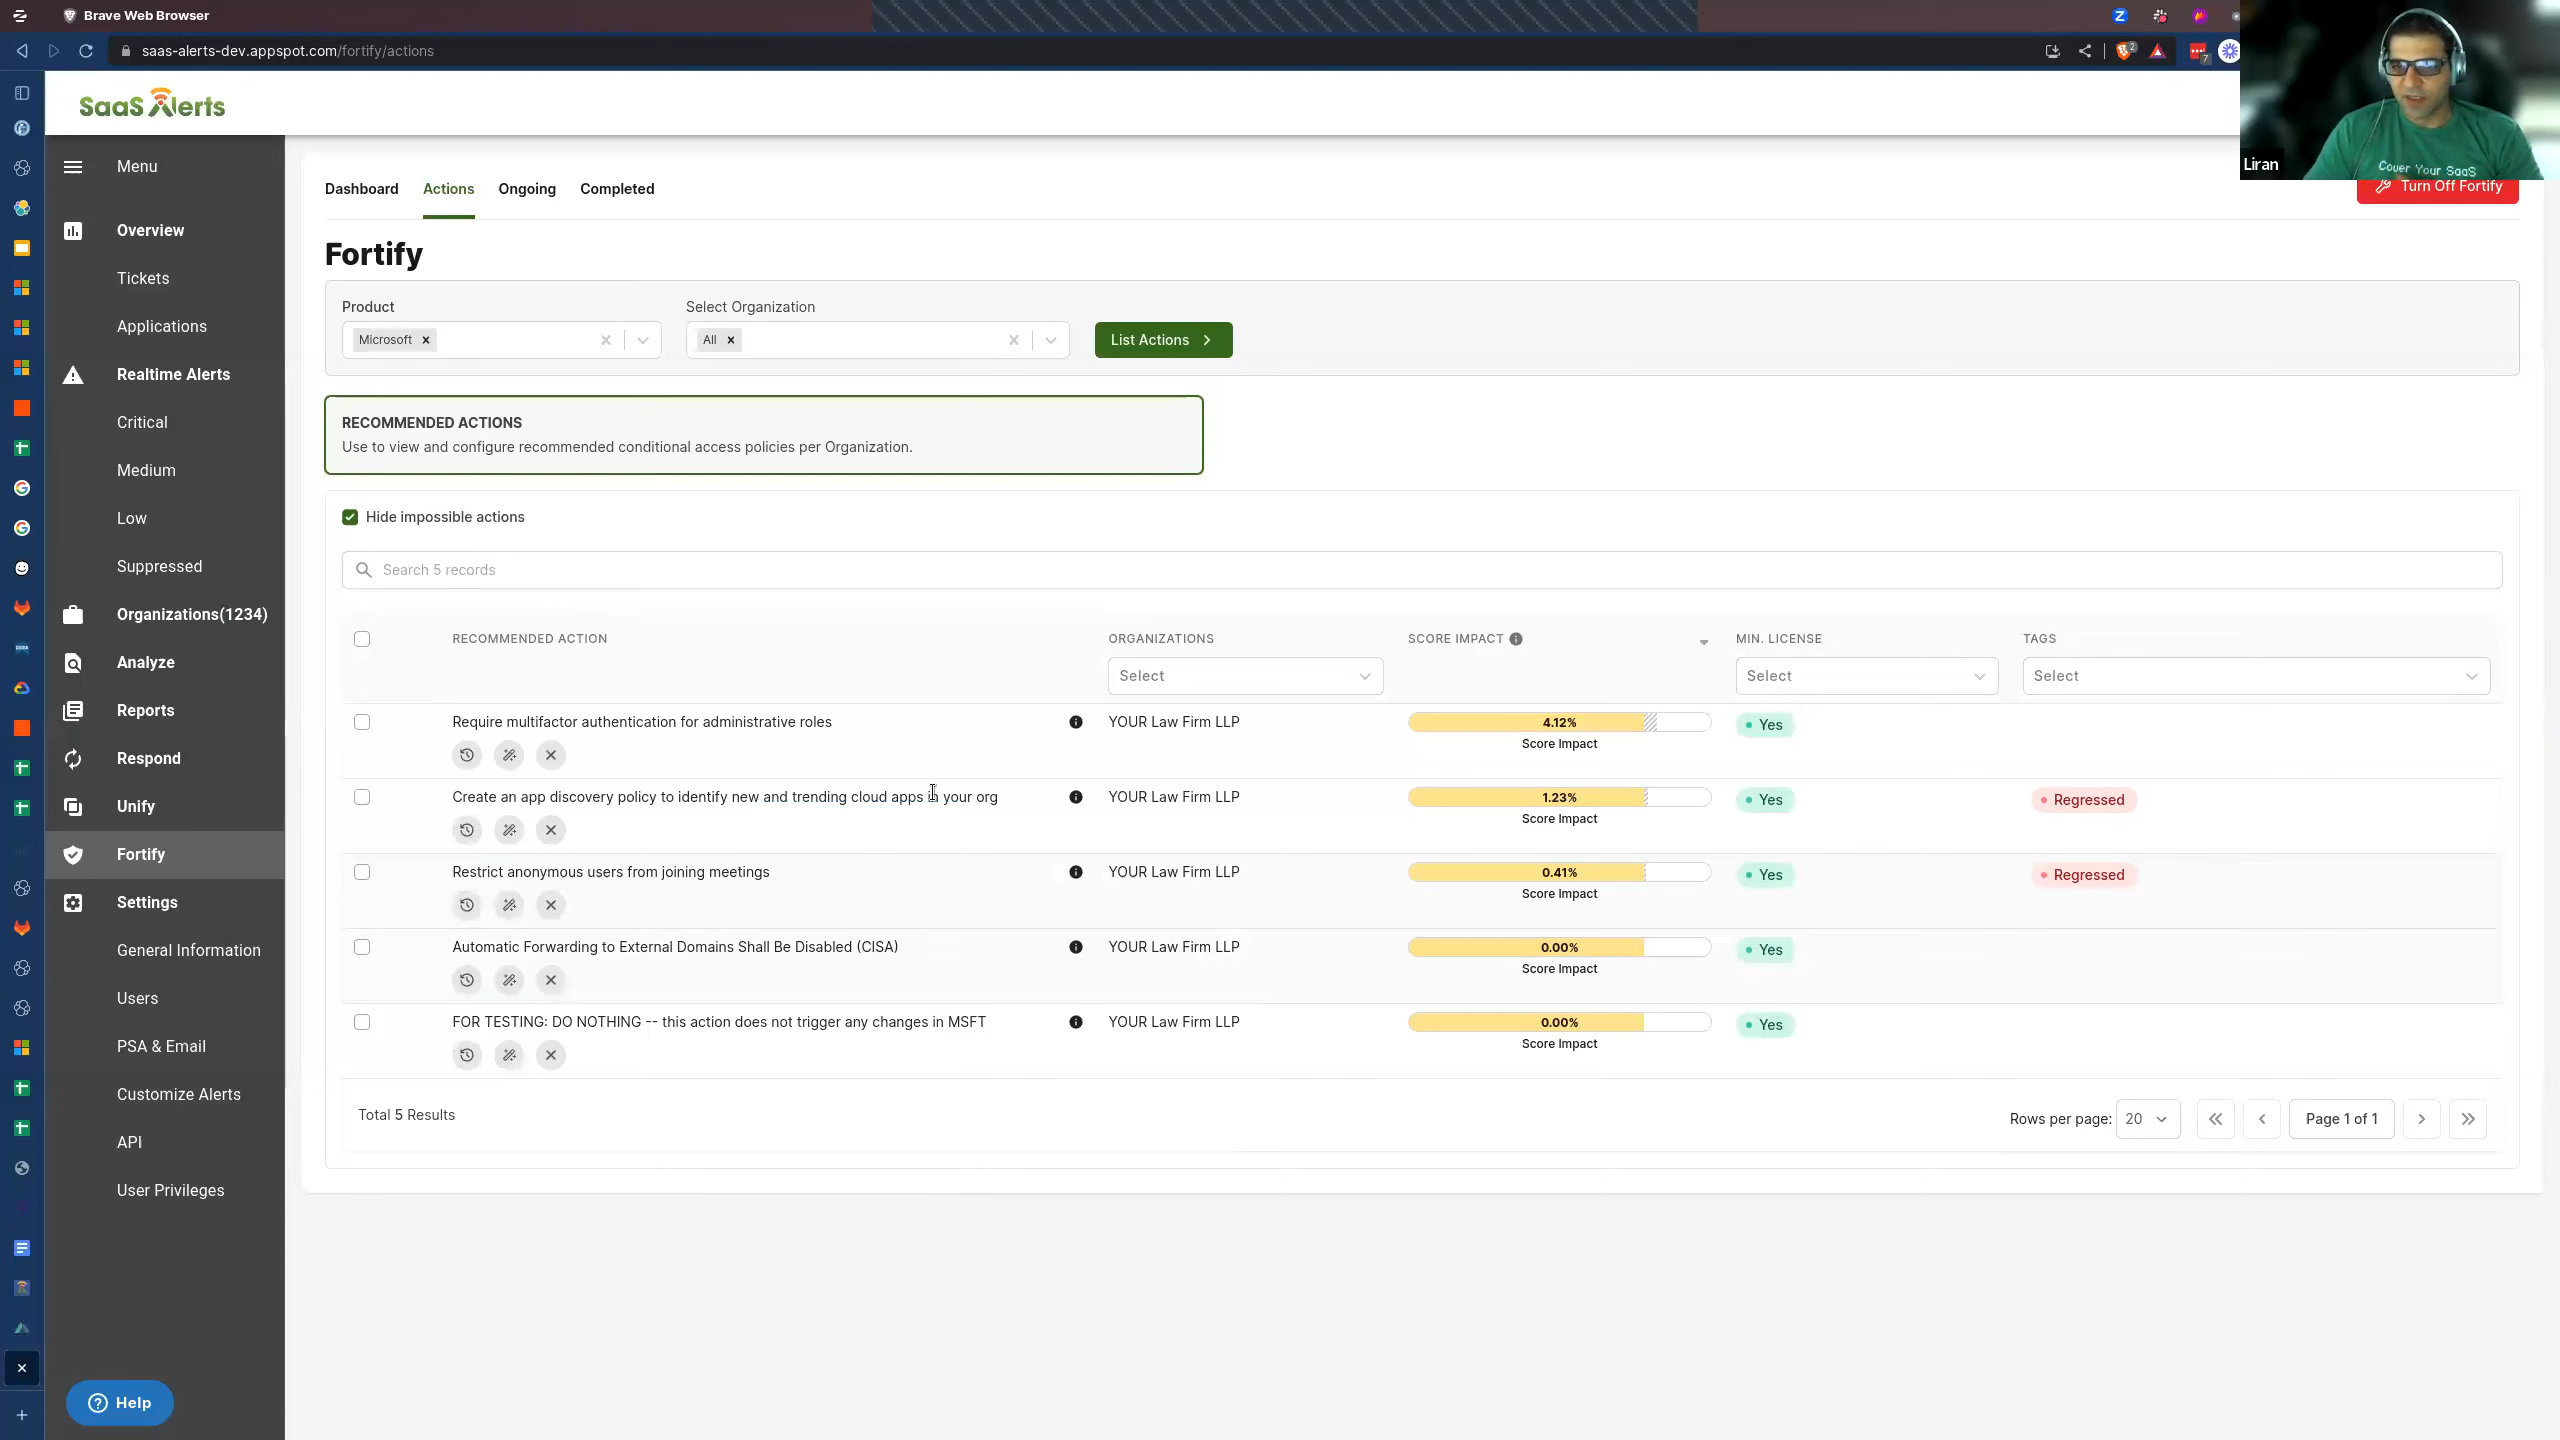 Brave Web Browser
saas-alerts-dev.appspot.com/fortify/actions
2
7
Liran
Cover Your SaaS
SaaS Alerts
Menu
Overview
Tickets
Applications
Realtime Alerts
Critical
Medium
Low
Suppressed
Organizations(1234)
Analyze
Reports
Respond
Unify
Fortify
Settings
General Information
Users
PSA & Email
Customize Alerts
API
User Privileges
Help
Dashboard Actions Ongoing Completed
Turn Off Fortify
Fortify
Product Select Organization
Microsoft All List Actions
RECOMMENDED ACTIONS
Use to view and configure recommended conditional access policies per Organization.
Hide impossible actions
Search 5 records
RECOMMENDED ACTION ORGANIZATIONS SCORE IMPACT MIN. LICENSE TAGS
Select Select Select
Require multifactor authentication for administrative roles YOUR Law Firm LLP 4.12% Yes
Score Impact
Create an app discovery policy to identify new and trending cloud apps in your org YOUR Law Firm LLP 1.23% Yes Regressed
Score Impact
Restrict anonymous users from joining meetings YOUR Law Firm LLP 0.41% Yes Regressed
Score Impact
Automatic Forwarding to External Domains Shall Be Disabled (CISA) YOUR Law Firm LLP 0.00% Yes
Score Impact
FOR TESTING: DO NOTHING -- this action does not trigger any changes in MSFT YOUR Law Firm LLP 0.00% Yes
Score Impact
Total 5 Results Rows per page: 20 Page 1 of 1